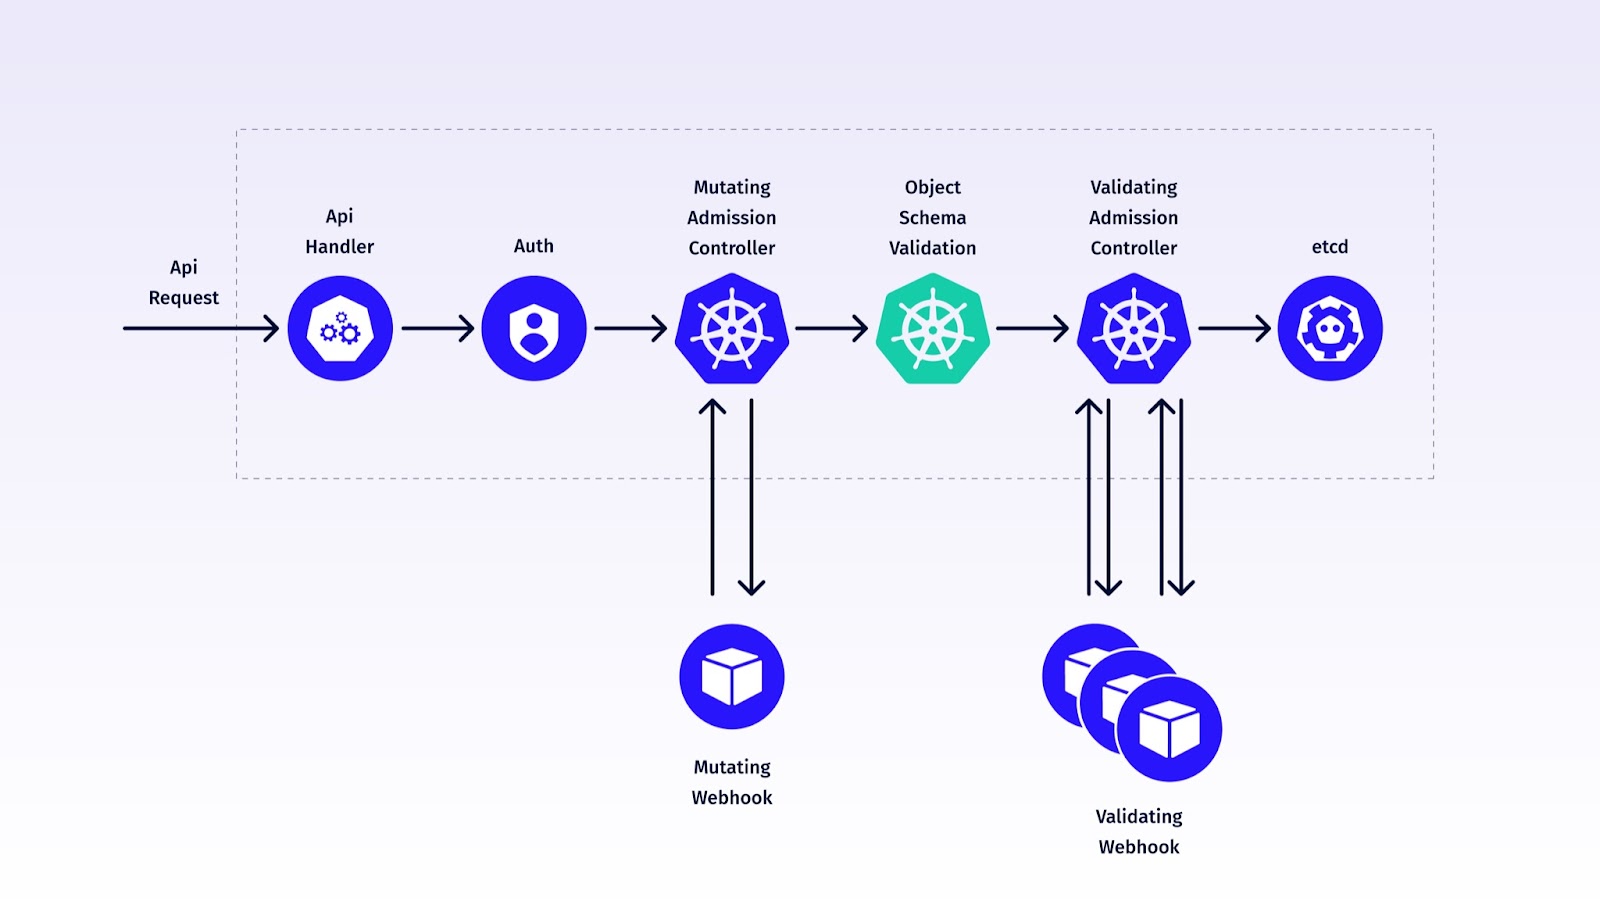 Api
Request
Api
Handler
Auth
Mutating
Admission
Controller
Object
Schema
Validation
Validating
Admission
Controller
etcd
Mutating
Webhook
Validating
Webhook